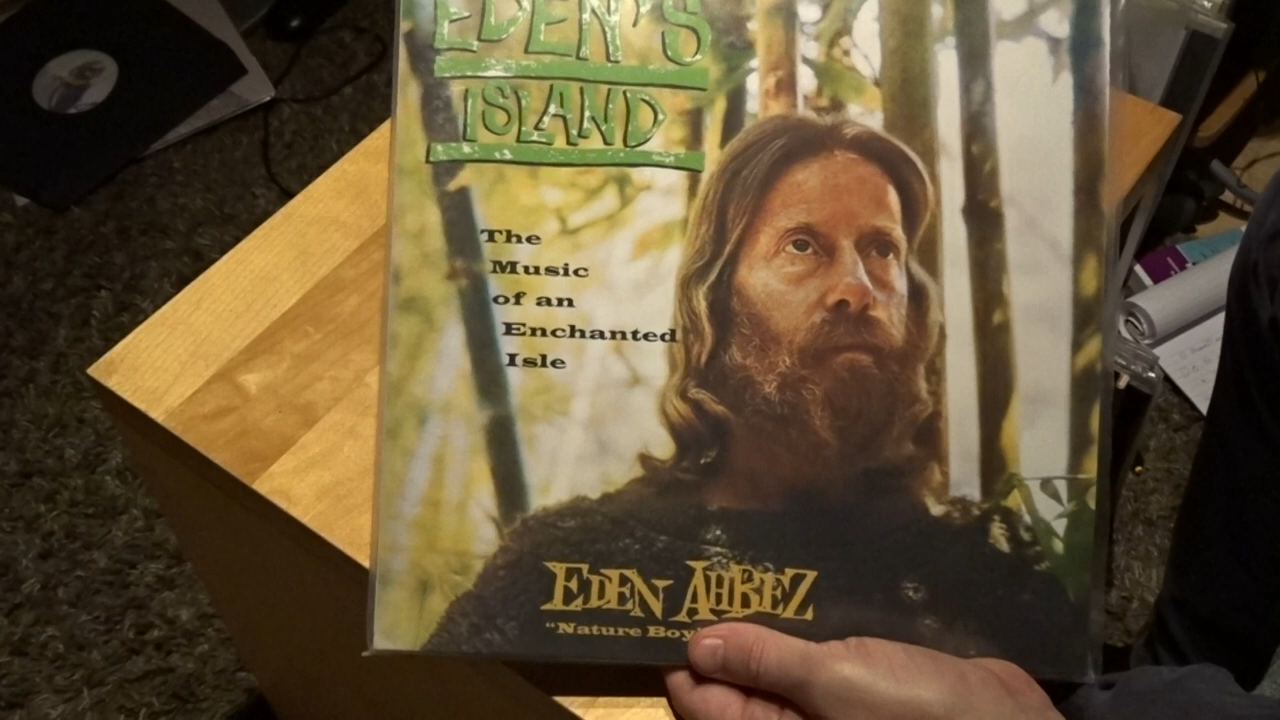 EDEN'S
ISLAND
The
Music
of an
Enchanted
Isle
EDEN AHBEZ
"Nature Boy